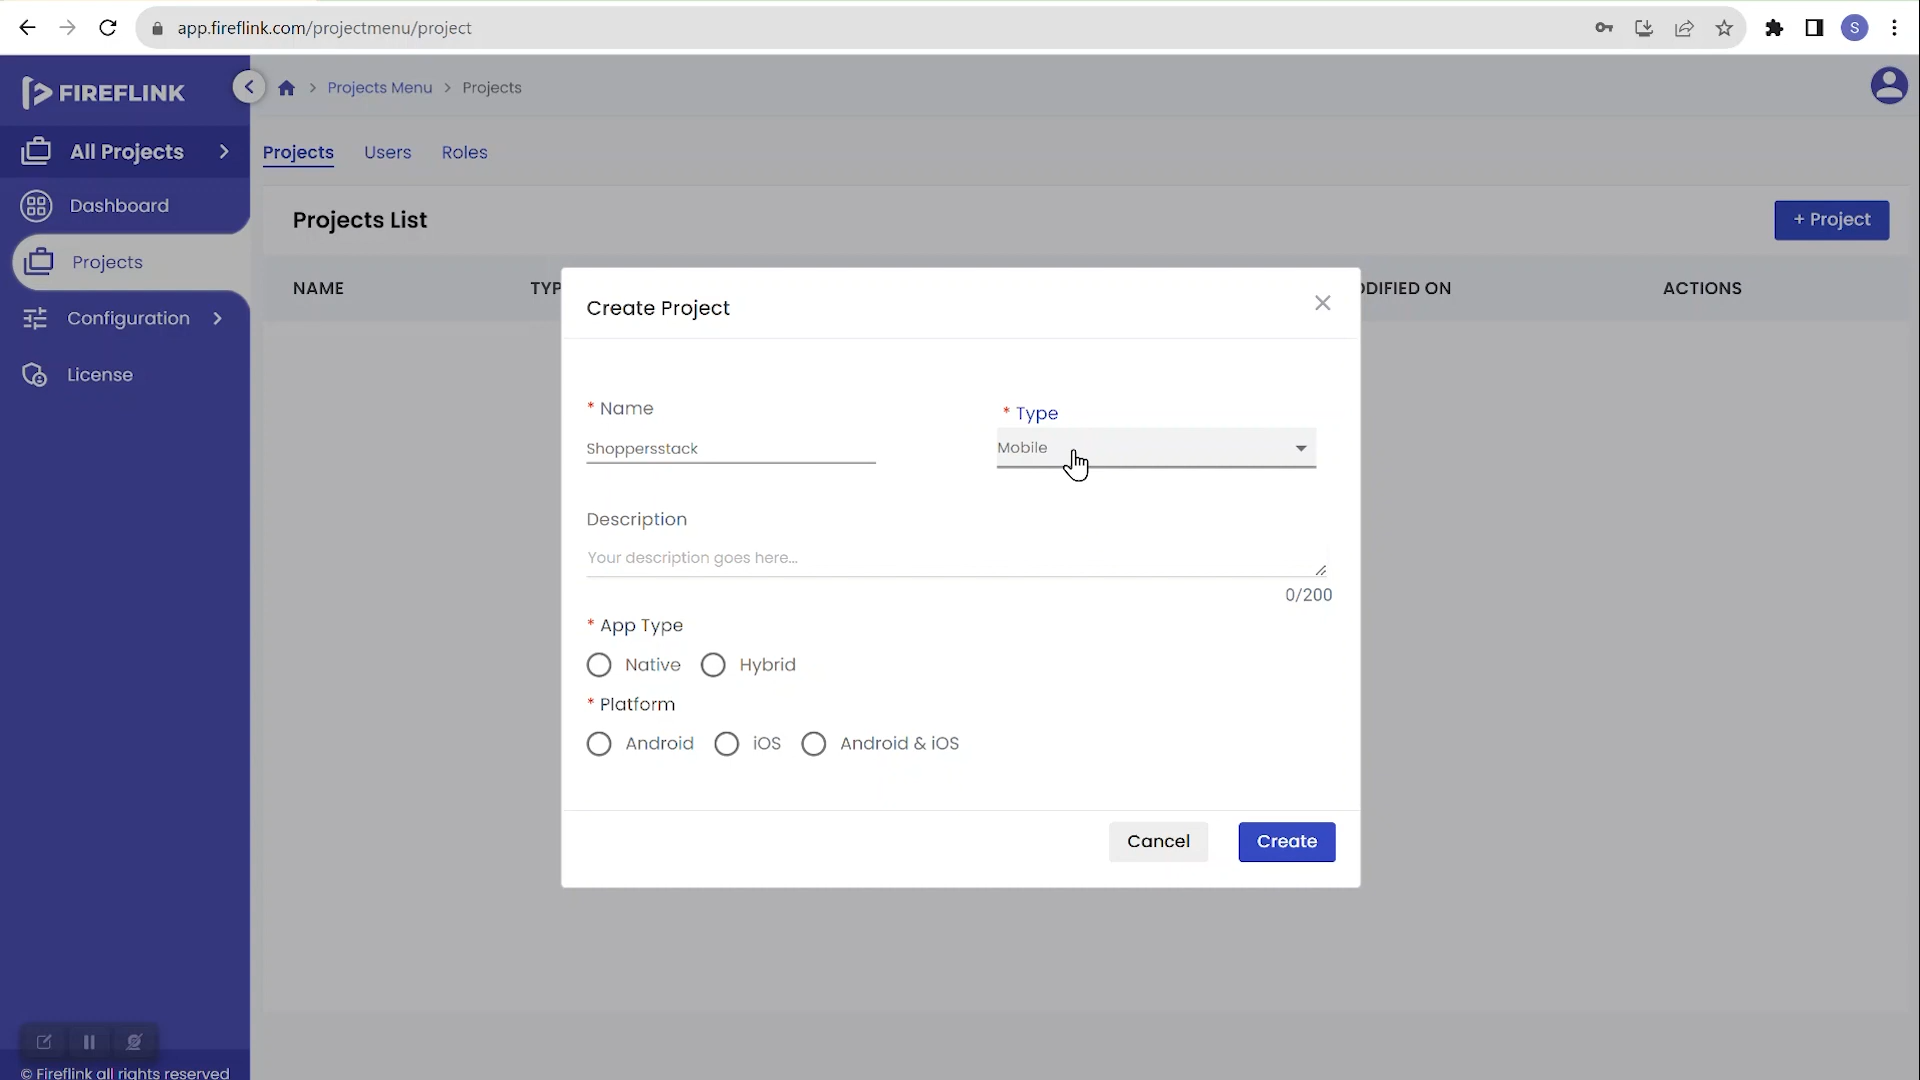 app.fireflink.com/projectmenu/project
S
FIREFLINK
Projects Menu > Projects
All Projects
Projects Users Roles
Dashboard
Projects List
+ Project
Projects
NAME TYP ODIFIED ON ACTIONS
Create Project
Configuration
License
* Name
* Type
Shoppersstack
Mobile
Description
Your description goes here...
0/200
* App Type
Native Hybrid
* Platform
Android iOS Android & iOS
Cancel Create
© Fireflink all rights reserved